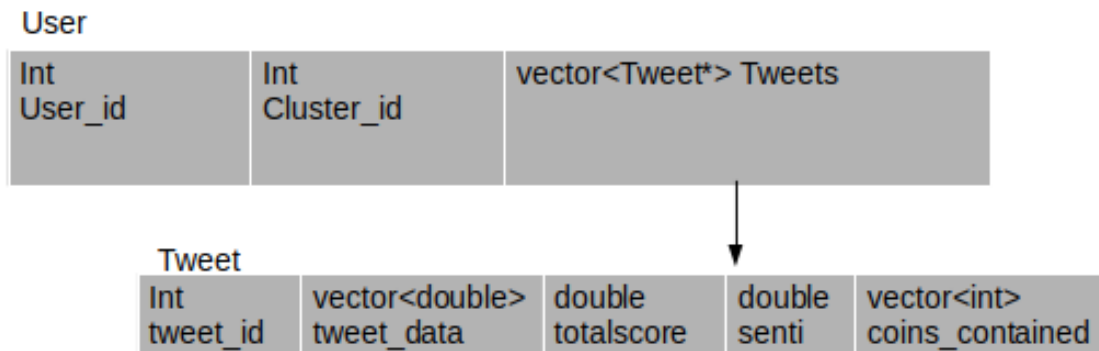 User
Int Int vector<Tweet*> Tweets
User_id Cluster_id
Tweet
Int vector<double> double double vector<int>
tweet_id tweet_data totalscore senti coins_contained